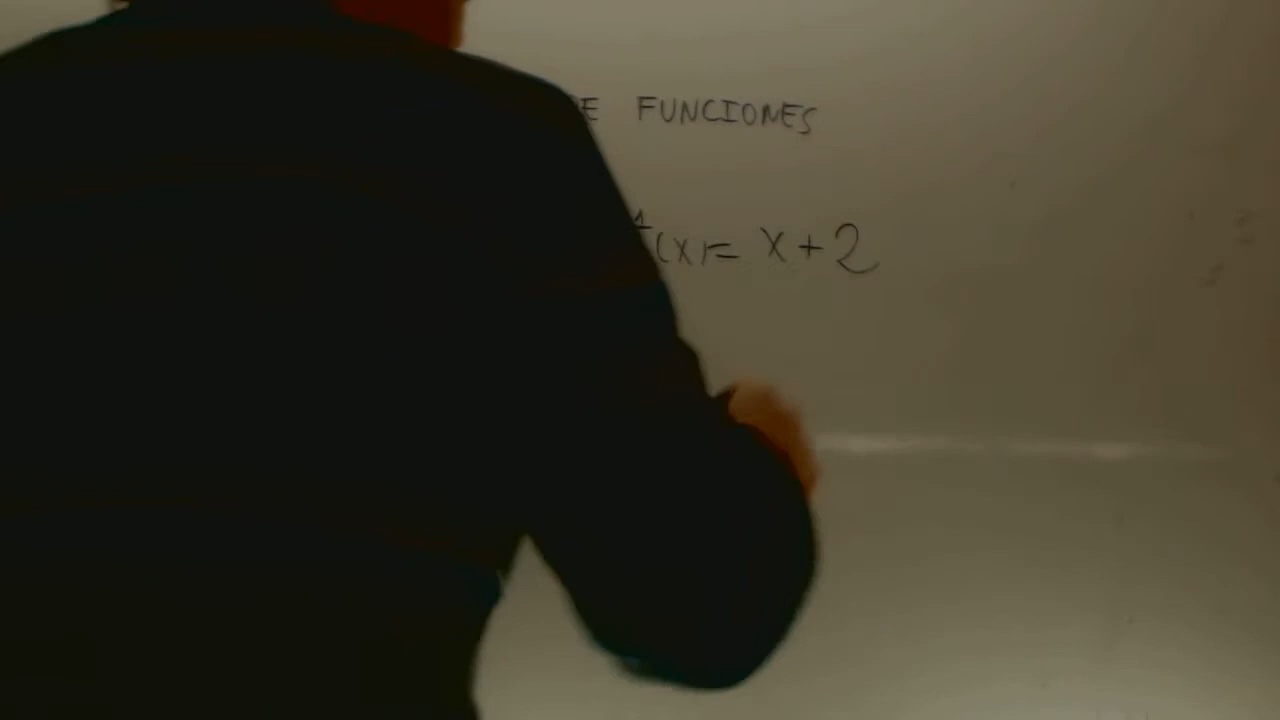 FUNCIONES
(x) = x + 2